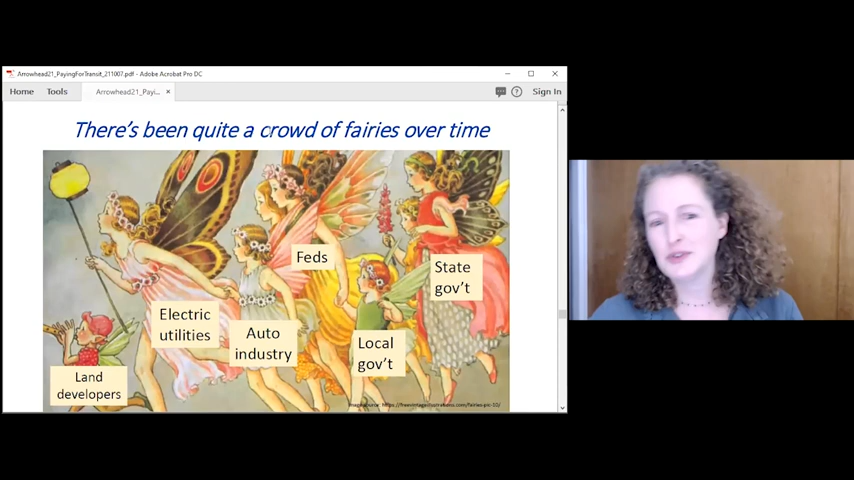 Arrowhead21_PayingForTransit_211007.pdf - Adobe Acrobat Pro DC
Home Tools Arrowhead21_Payi... × Sign In
There's been quite a crowd of fairies over time
Feds
State
gov't
Electric
utilities
Auto
industry
Local
gov't
Land
developers